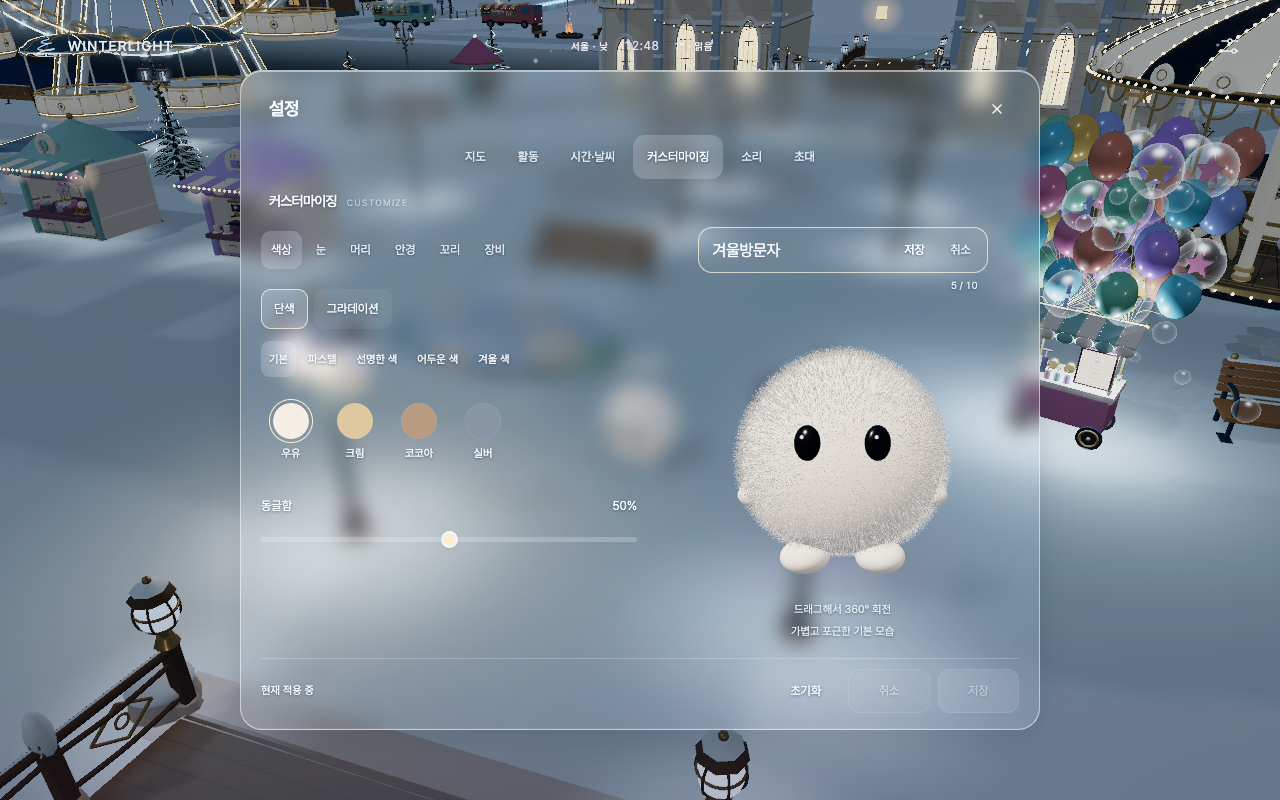 WINTERLIGHT
서울 · 낮 12:48 맑음
설정
지도 활동 시간·날씨 커스터마이징 소리 초대
커스터마이징 CUSTOMIZE
색상 눈 머리 안경 꼬리 장비
겨울방문자 저장 취소
5 / 10
단색 그라데이션
기본 파스텔 선명한 색 어두운 색 겨울 색
우유 크림 코코아 실버
동글함 50%
드래그해서 360° 회전
가볍고 포근한 기본 모습
현재 적용 중 초기화 취소 저장